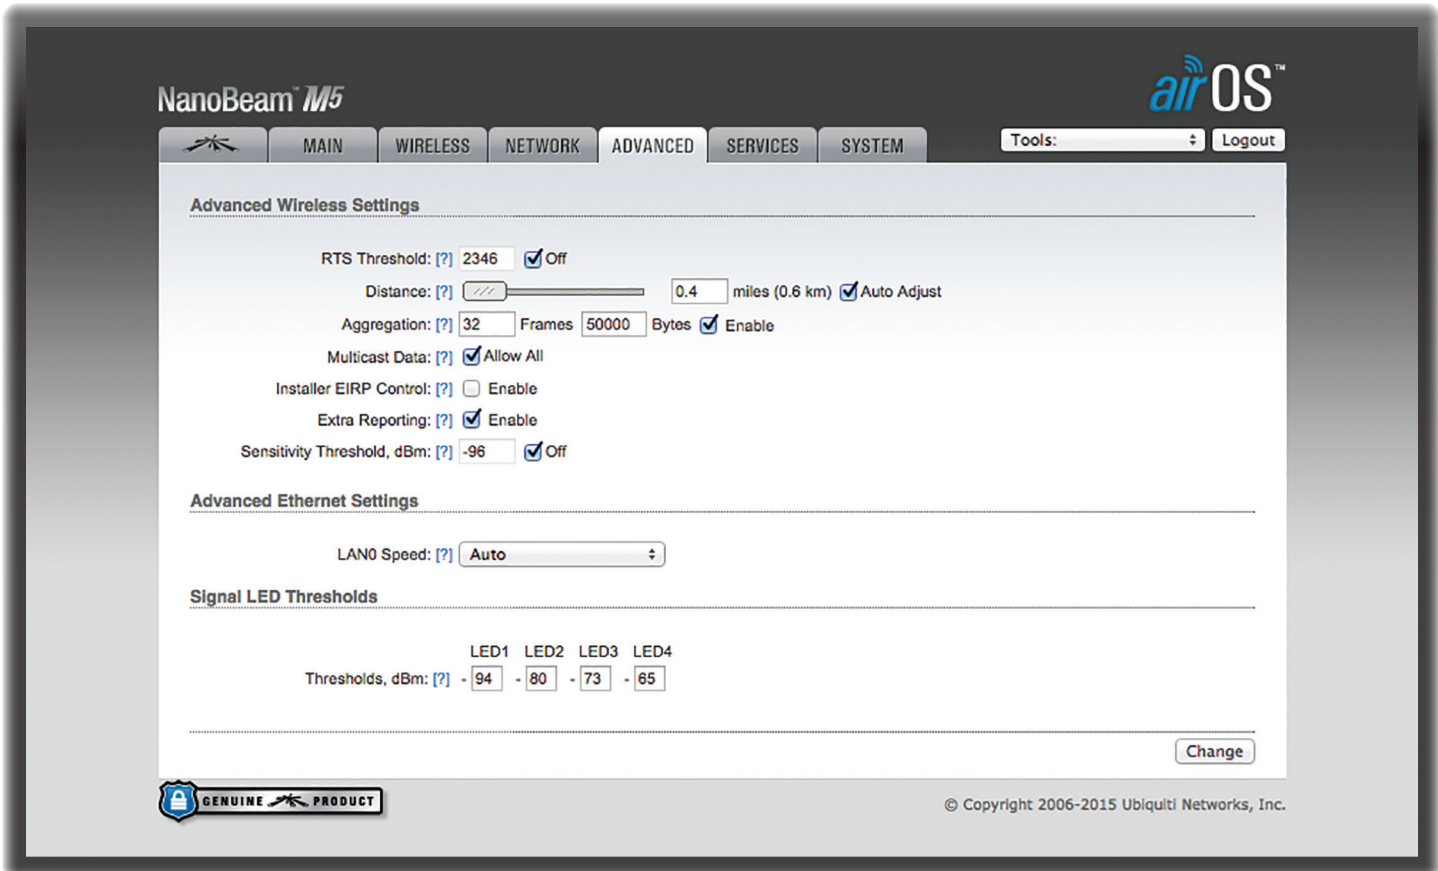 NanoBeam™ M5
airOS™
MAIN WIRELESS NETWORK ADVANCED SERVICES SYSTEM Tools: Logout
Advanced Wireless Settings
RTS Threshold: [?] 2346 Off
Distance: [?] 0.4 miles (0.6 km) Auto Adjust
Aggregation: [?] 32 Frames 50000 Bytes Enable
Multicast Data: [?] Allow All
Installer EIRP Control: [?] Enable
Extra Reporting: [?] Enable
Sensitivity Threshold, dBm: [?] -96 Off
Advanced Ethernet Settings
LAN0 Speed: [?] Auto
Signal LED Thresholds
LED1 LED2 LED3 LED4
Thresholds, dBm: [?] - 94 - 80 - 73 - 65
Change
GENUINE PRODUCT
© Copyright 2006-2015 Ubiquiti Networks, Inc.